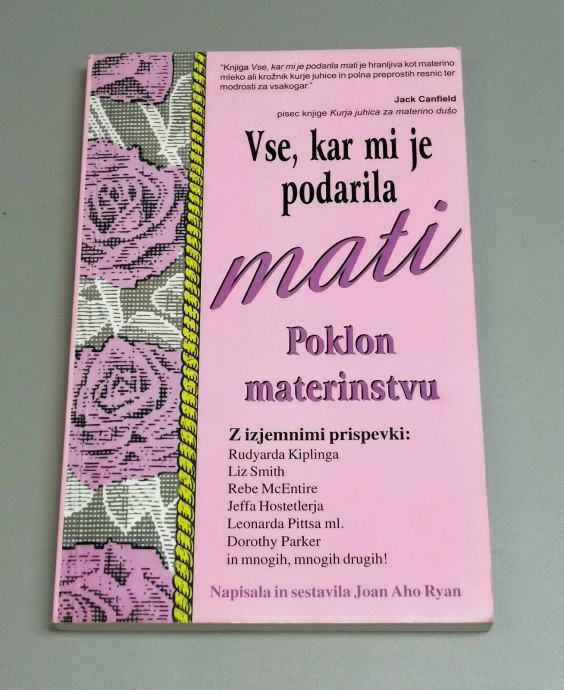 "Knjiga Vse, kar mi je podarila mati je hranljiva kot materino
mleko ali krožnik kurje juhice in polna preprostih resnic ter
modrosti za vsakogar."
Jack Canfield
pisec knjige Kurja juhica za materino dušo
Vse, kar mi je
podarila
mati
Poklon
materinstvu
Z izjemnimi prispevki:
Rudyarda Kiplinga
Liz Smith
Rebe McEntire
Jeffa Hostetlerja
Leonarda Pittsa ml.
Dorothy Parker
in mnogih, mnogih drugih!
Napisala in sestavila Joan Aho Ryan